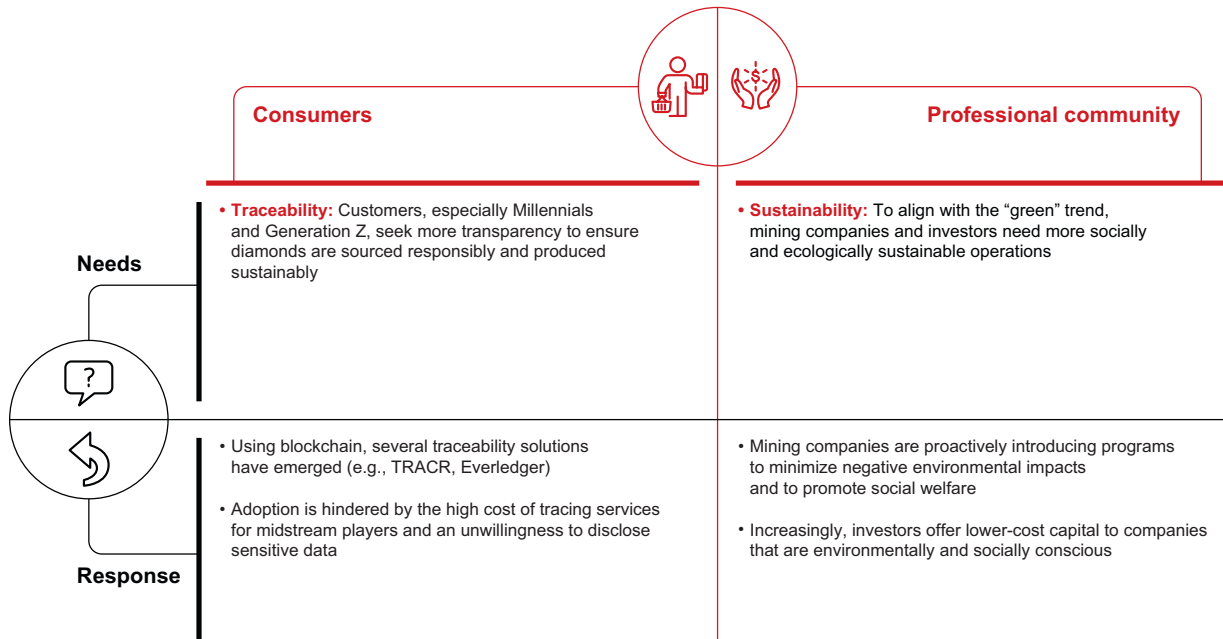 Consumers
Professional community
Needs
• Traceability: Customers, especially Millennials
and Generation Z, seek more transparency to ensure
diamonds are sourced responsibly and produced
sustainably
• Sustainability: To align with the “green” trend,
mining companies and investors need more socially
and ecologically sustainable operations
$
?
Response
• Using blockchain, several traceability solutions
have emerged (e.g., TRACR, Everledger)
• Adoption is hindered by the high cost of tracing services
for midstream players and an unwillingness to disclose
sensitive data
• Mining companies are proactively introducing programs
to minimize negative environmental impacts
and to promote social welfare
• Increasingly, investors offer lower-cost capital to companies
that are environmentally and socially conscious